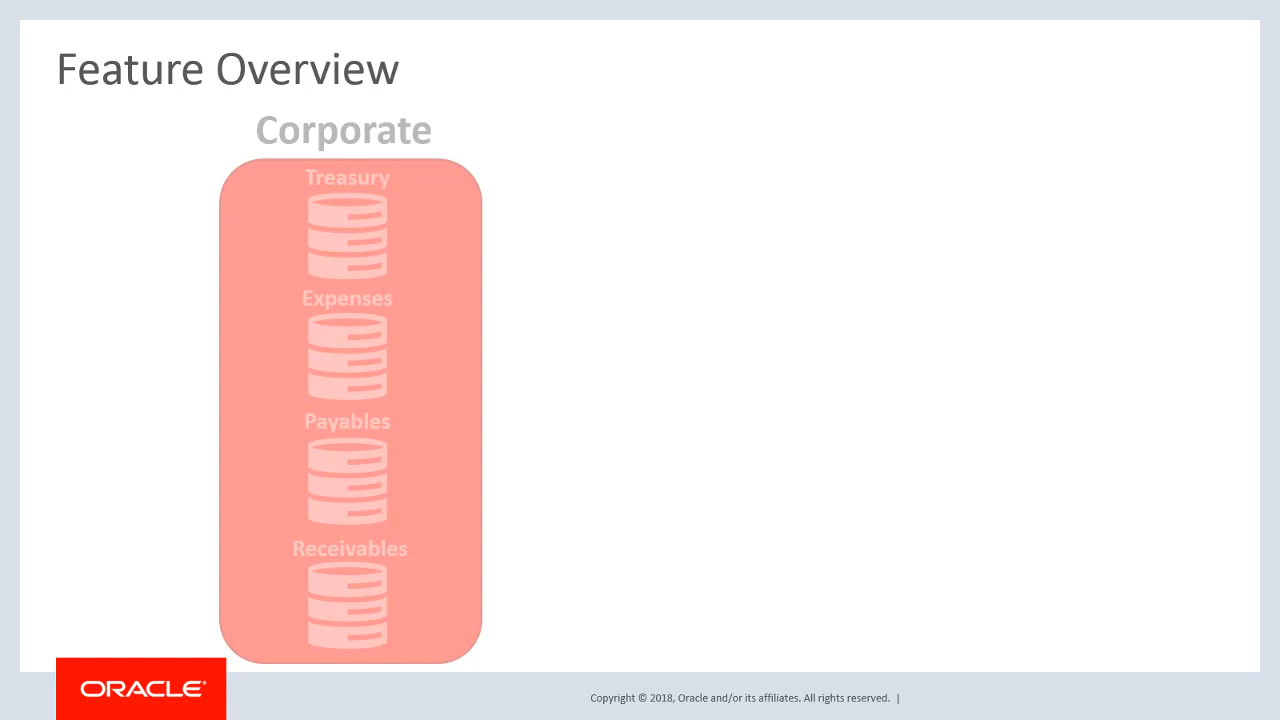 Feature Overview
Corporate
Treasury
Expenses
Payables
Receivables
ORACLE®
Copyright © 2018, Oracle and/or its affiliates. All rights reserved. |